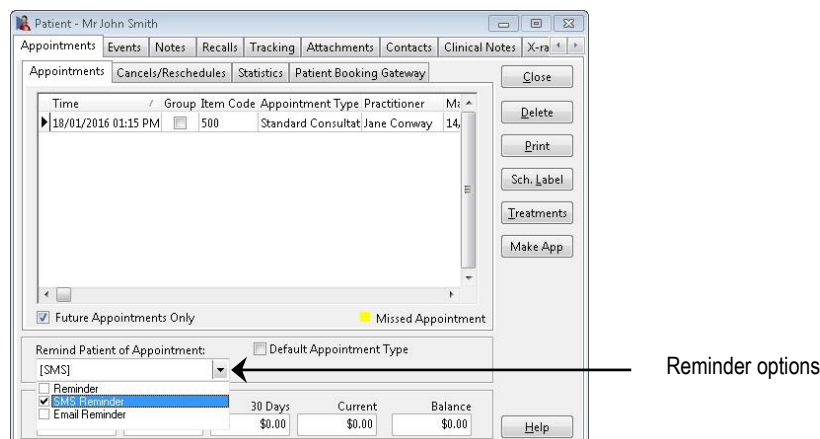 Patient - Mr John Smith
Appointments Events Notes Recalls Tracking Attachments Contacts Clinical Notes X-ra
Appointments Cancels/Reschedules Statistics Patient Booking Gateway
Close
Time / Group Item Code Appointment Type Practitioner Ma
18/01/2016 01:15 PM 500 Standard Consultat Jane Conway 14,
Delete
Print
Sch. Label
Treatments
Make App
Future Appointments Only Missed Appointment
Remind Patient of Appointment: Default Appointment Type
[SMS]
Reminder options
Reminder
SMS Reminder
Email Reminder
30 Days Current Balance
$0.00 $0.00 $0.00
Help